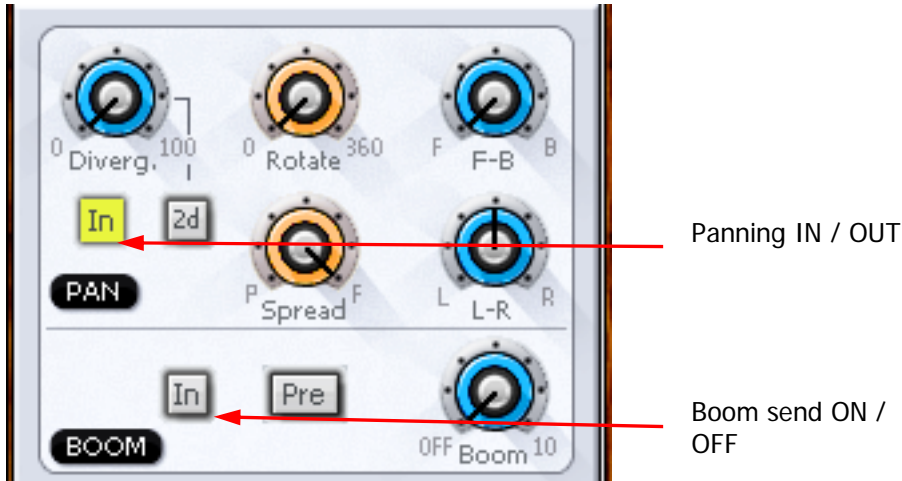 0 Diverg. 100
0 Rotate 360
F F-B B
In 2d
Panning IN / OUT
PAN
P Spread F
L L-R R
In Pre
Boom send ON /
OFF
BOOM
OFF Boom 10